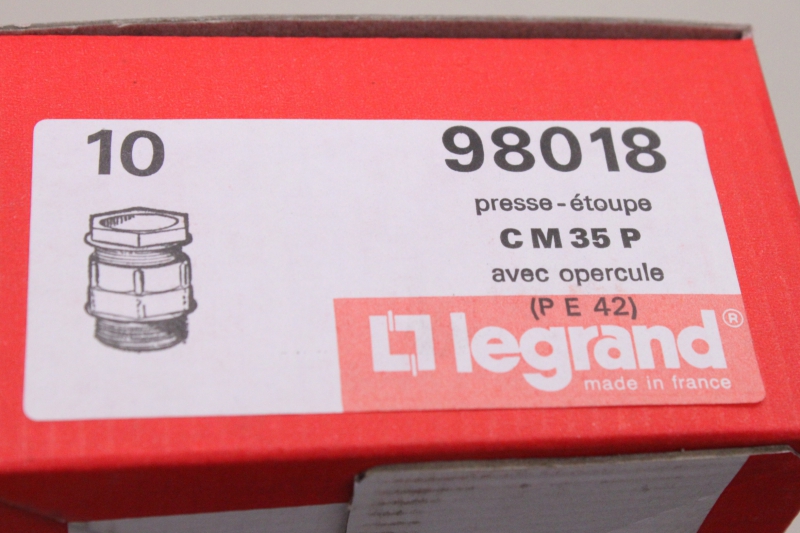 10
98018
presse-étoupe
CM35P
avec opercule
(PE 42)
legrand®
made in france